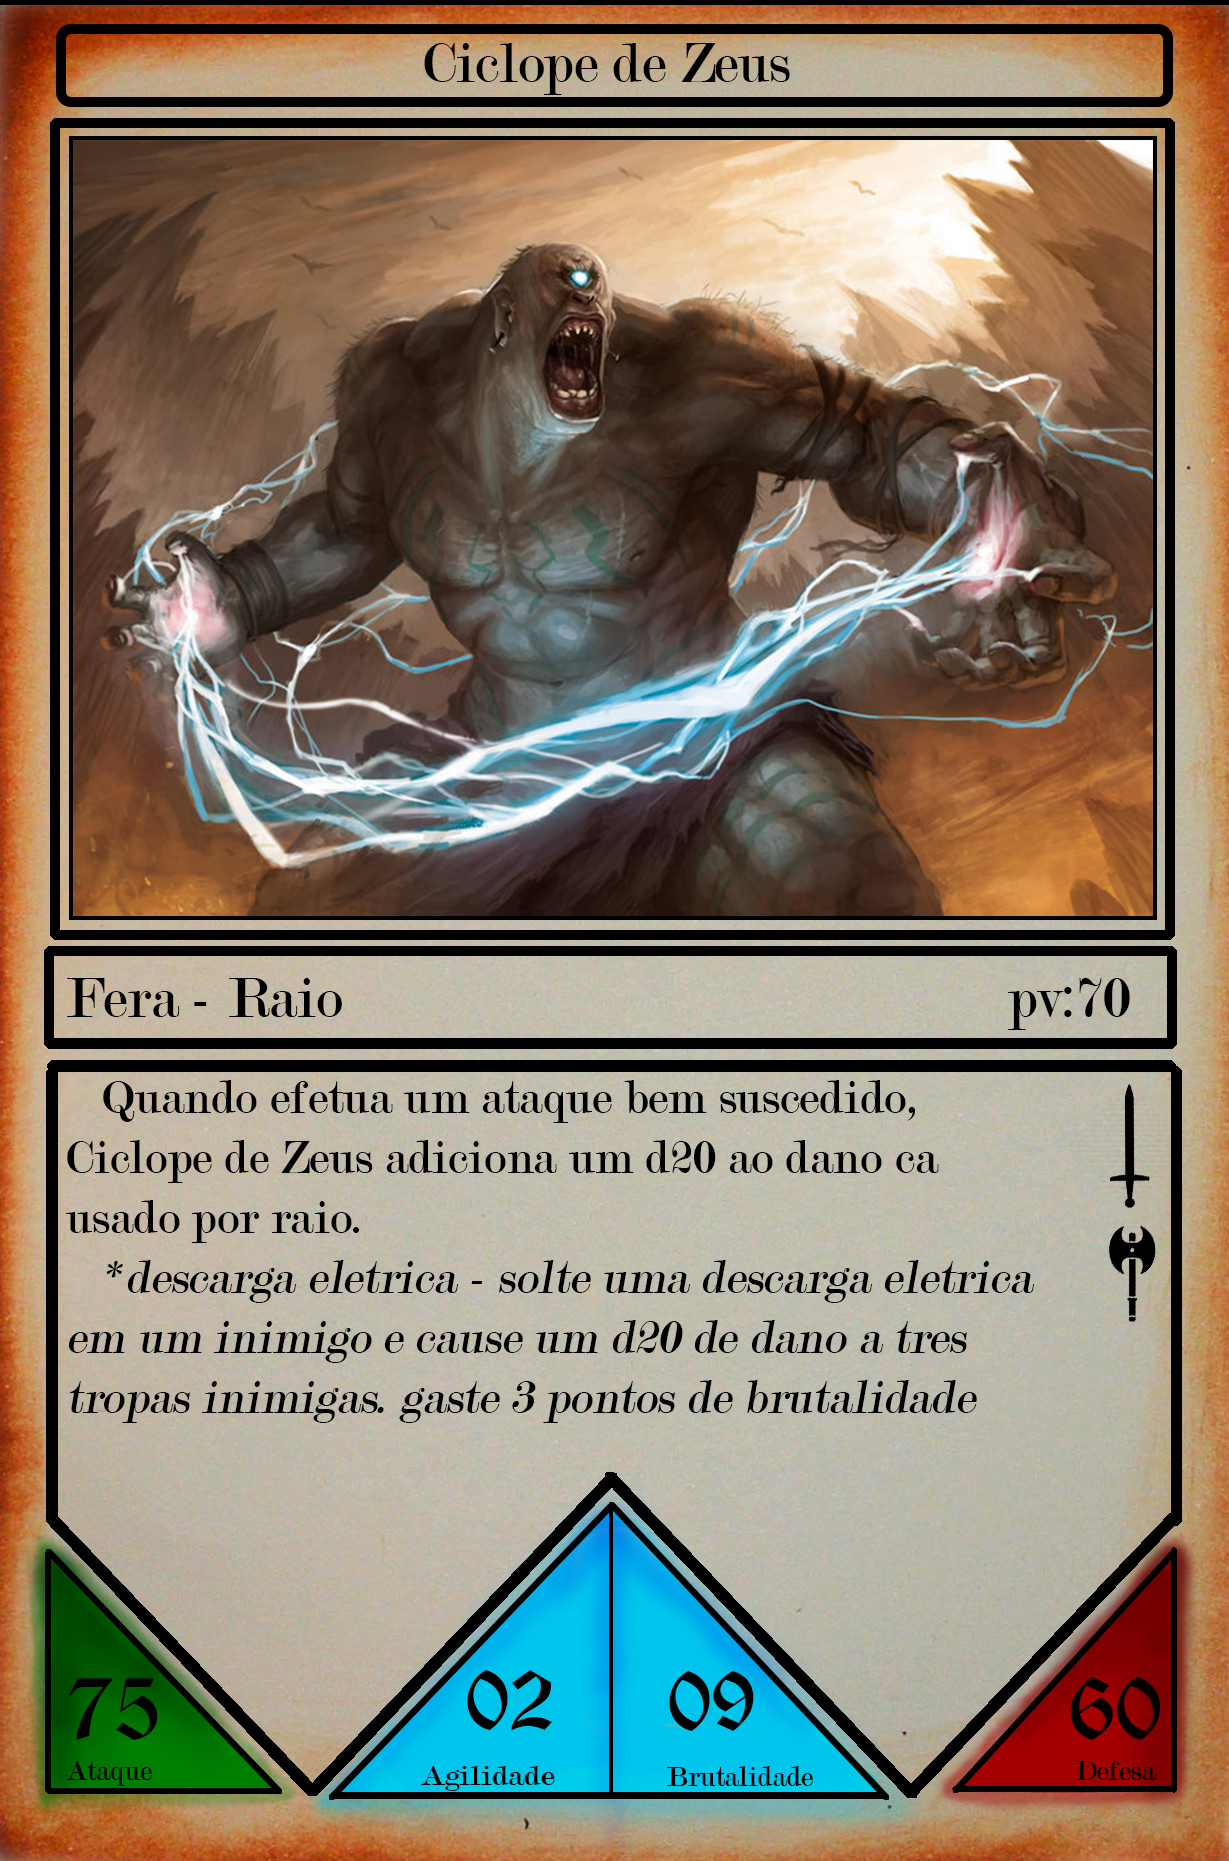 Ciclope de Zeus
Fera - Raio
pv:70
Quando efetua um ataque bem suscedido,
Ciclope de Zeus adiciona um d20 ao dano ca
usado por raio.
*descarga eletrica - solte uma descarga eletrica
em um inimigo e cause um d20 de dano a tres
tropas inimigas. gaste 3 pontos de brutalidade
75
Ataque
02
Agilidade
09
Brutalidade
60
Defesa